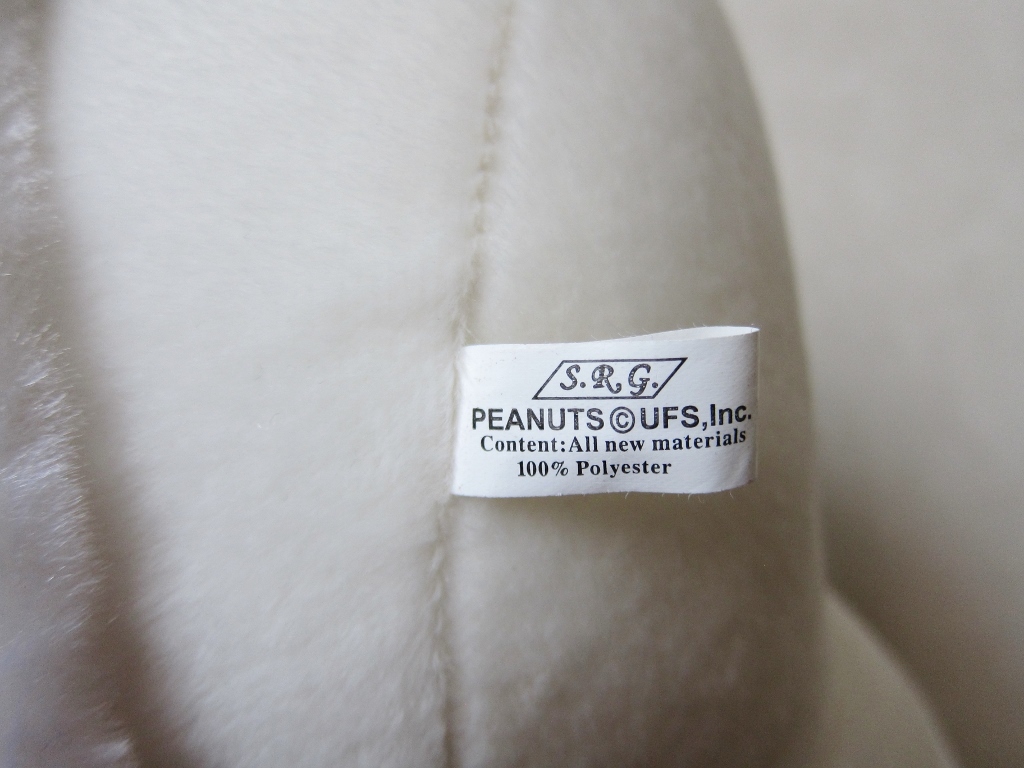 S.R.G.
PEANUTS © UFS,Inc.
Content:All new materials
100% Polyester